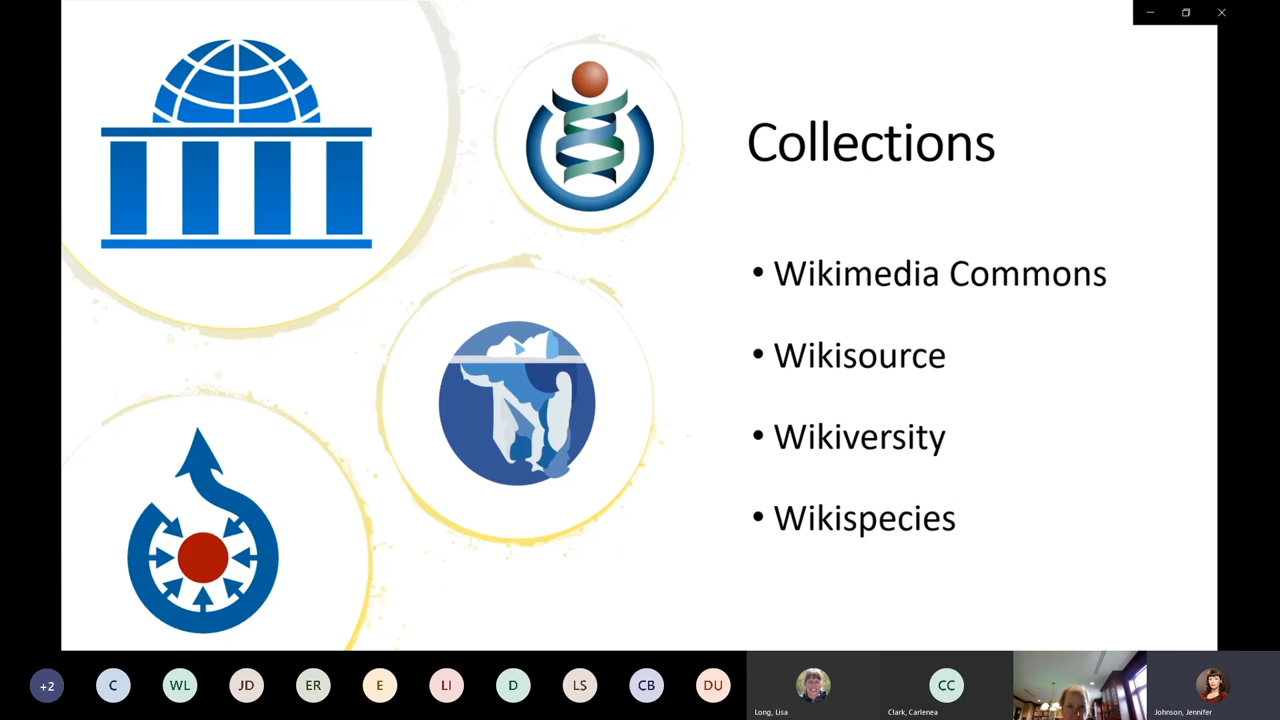 Collections
• Wikimedia Commons
• Wikisource
• Wikiversity
• Wikispecies
+2
C
WL
JD
ER
E
LI
D
LS
CB
DU
Long, Lisa
CC
Clark, Carlenea
Johnson, Jennifer